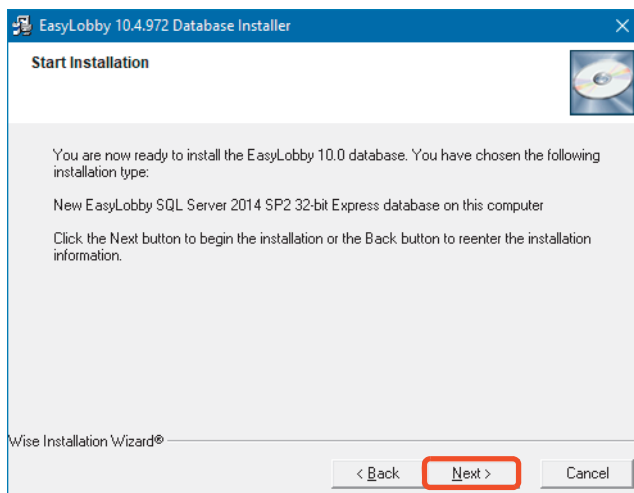 EasyLobby 10.4.972 Database Installer
Start Installation
You are now ready to install the EasyLobby 10.0 database. You have chosen the following
installation type:
New EasyLobby SQL Server 2014 SP2 32-bit Express database on this computer
Click the Next button to begin the installation or the Back button to reenter the installation
information.
Wise Installation Wizard®
< Back
Next >
Cancel